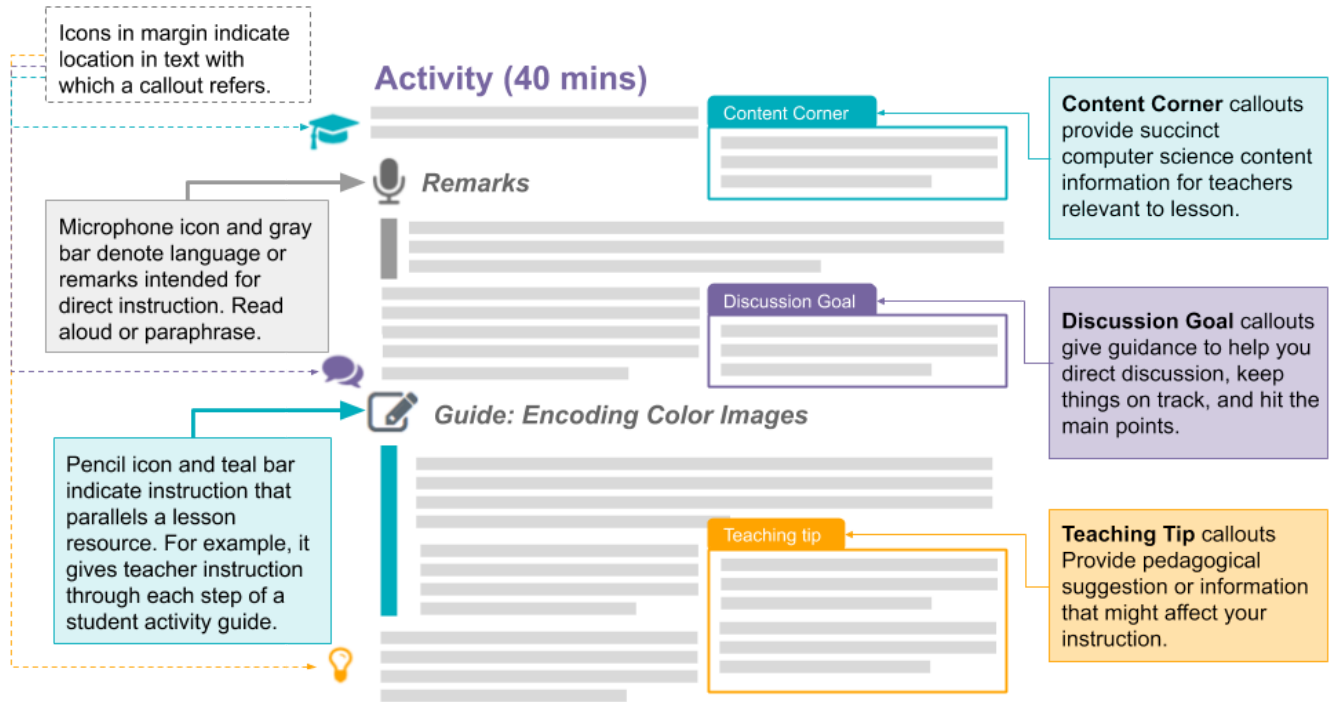 Icons in margin indicate
location in text with
which a callout refers.
Activity (40 mins)
Content Corner
Content Corner callouts
provide succinct
computer science content
information for teachers
relevant to lesson.
Remarks
Microphone icon and gray
bar denote language or
remarks intended for
direct instruction. Read
aloud or paraphrase.
Discussion Goal
Discussion Goal callouts
give guidance to help you
direct discussion, keep
things on track, and hit the
main points.
Guide: Encoding Color Images
Pencil icon and teal bar
indicate instruction that
parallels a lesson
resource. For example, it
gives teacher instruction
through each step of a
student activity guide.
Teaching tip
Teaching Tip callouts
Provide pedagogical
suggestion or information
that might affect your
instruction.